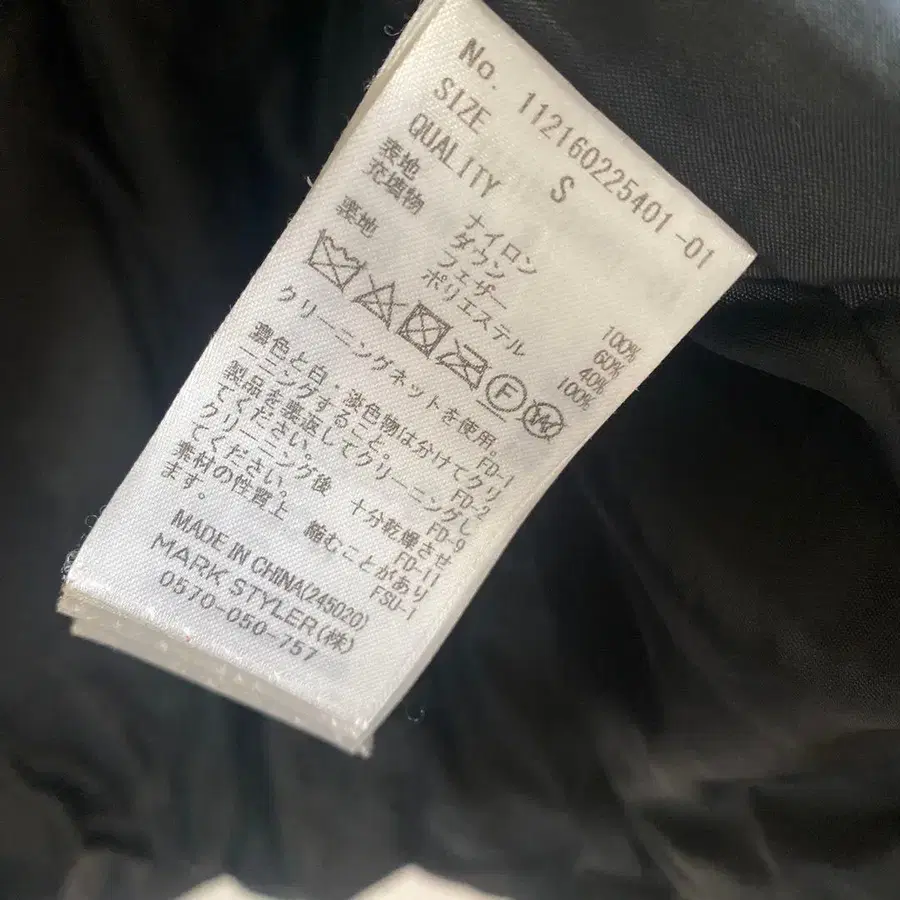 No. 112160225401-01
SIZE S
QUALITY
表地 ナイロン 100%
充填物 ダウン 60%
フェザー 40%
裏地 ポリエステル 100%
F W
クリーニングネットを使用。 FD-1
濃色と白・淡色物は分けてクリ
ーニングすること。 FD-2
製品を裏返してクリーニングし
てください。 FD-9
クリーニング後 十分乾燥させ
てください。 FD-11
素材の性質上 縮むことがあり
ます。 FSU-1
MADE IN CHINA(245020)
MARK STYLER(株)
0570-050-757